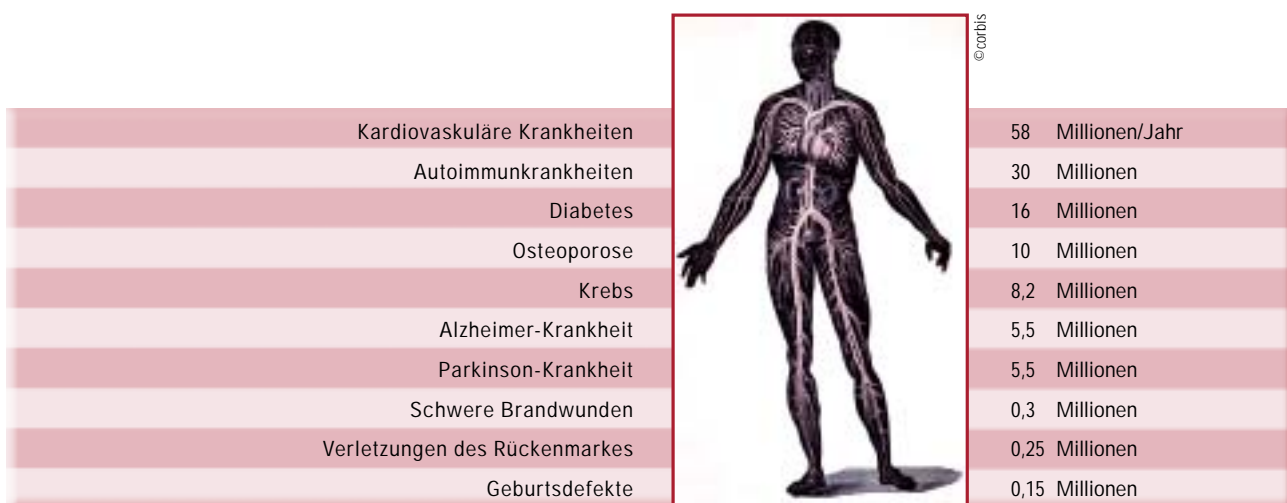 ©corbis
Kardiovaskuläre Krankheiten 58 Millionen/Jahr
Autoimmunkrankheiten 30 Millionen
Diabetes 16 Millionen
Osteoporose 10 Millionen
Krebs 8,2 Millionen
Alzheimer-Krankheit 5,5 Millionen
Parkinson-Krankheit 5,5 Millionen
Schwere Brandwunden 0,3 Millionen
Verletzungen des Rückenmarkes 0,25 Millionen
Geburtsdefekte 0,15 Millionen